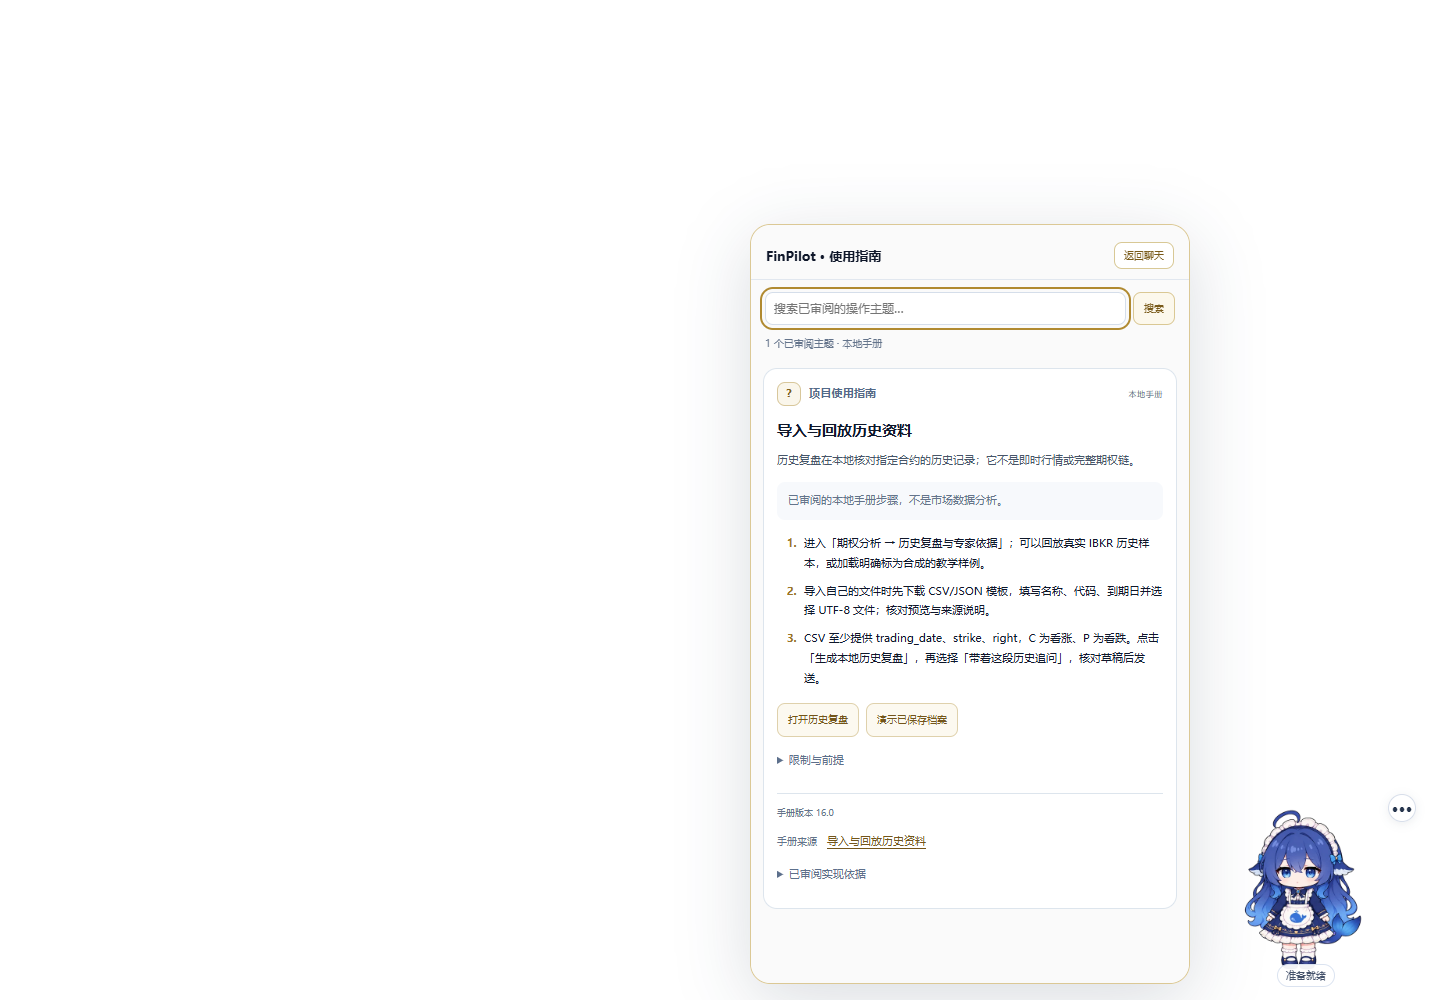 FinPilot • 使用指南
返回聊天
搜索已审阅的操作主题...
搜索
1 个已审阅主题 · 本地手册
?
项目使用指南
本地手册
导入与回放历史资料
历史复盘在本地核对指定合约的历史记录；它不是即时行情或完整期权链。
已审阅的本地手册步骤，不是市场数据分析。
1. 进入「期权分析 → 历史复盘与专家依据」；可以回放真实 IBKR 历史样
本，或加载明确标为合成的教学样例。
2. 导入自己的文件时先下载 CSV/JSON 模板，填写名称、代码、到期日并选
择 UTF-8 文件；核对预览与来源说明。
3. CSV 至少提供 trading_date、strike、right，C 为看涨、P 为看跌。点击
「生成本地历史复盘」，再选择「带着这段历史追问」，核对草稿后发
送。
打开历史复盘
演示已保存档案
▶ 限制与前提
手册版本 16.0
手册来源 导入与回放历史资料
▶ 已审阅实现依据
准备就绪